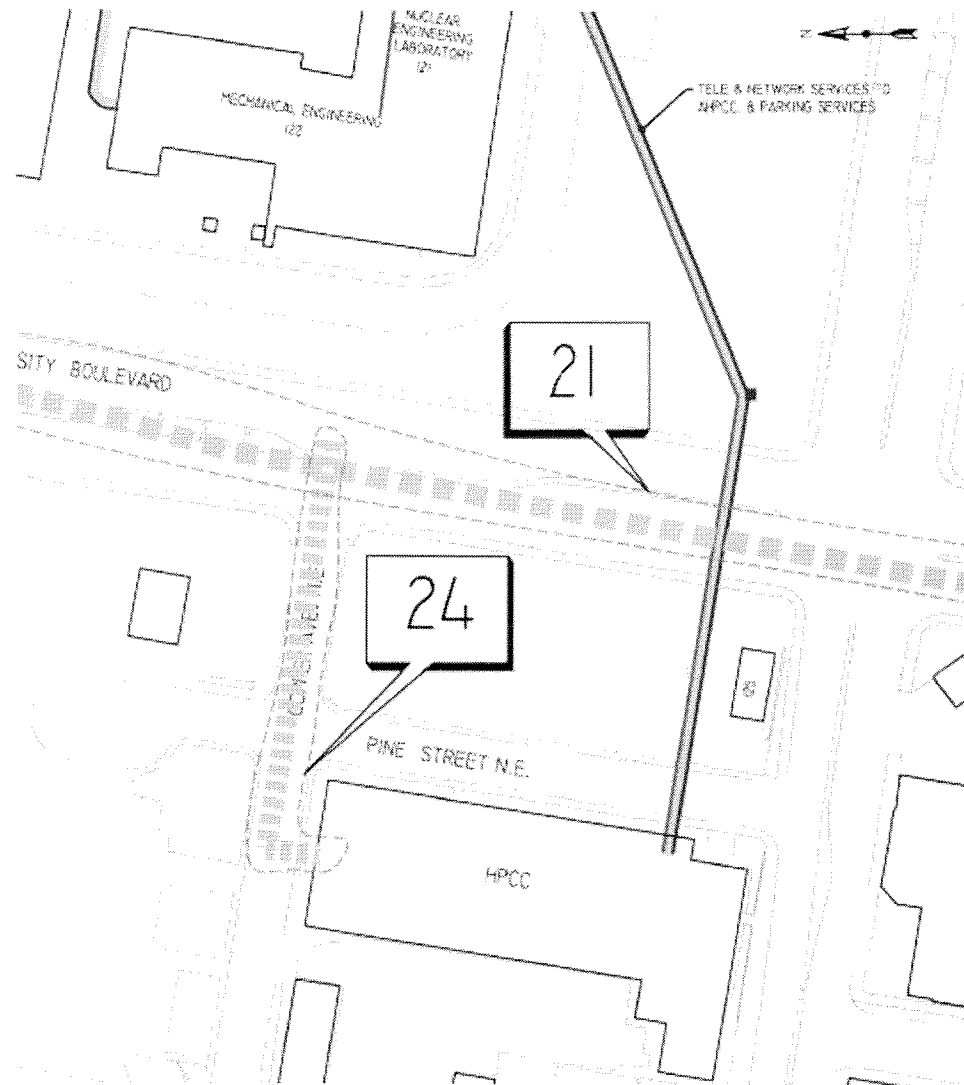 NUCLEAR
ENGINEERING
LABORATORY
121
N
TELE & NETWORK SERVICES TO
AHPCC & PARKING SERVICES
MECHANICAL ENGINEERING
122
SITY BOULEVARD
21
24
PINE STREET N.E.
HPCC